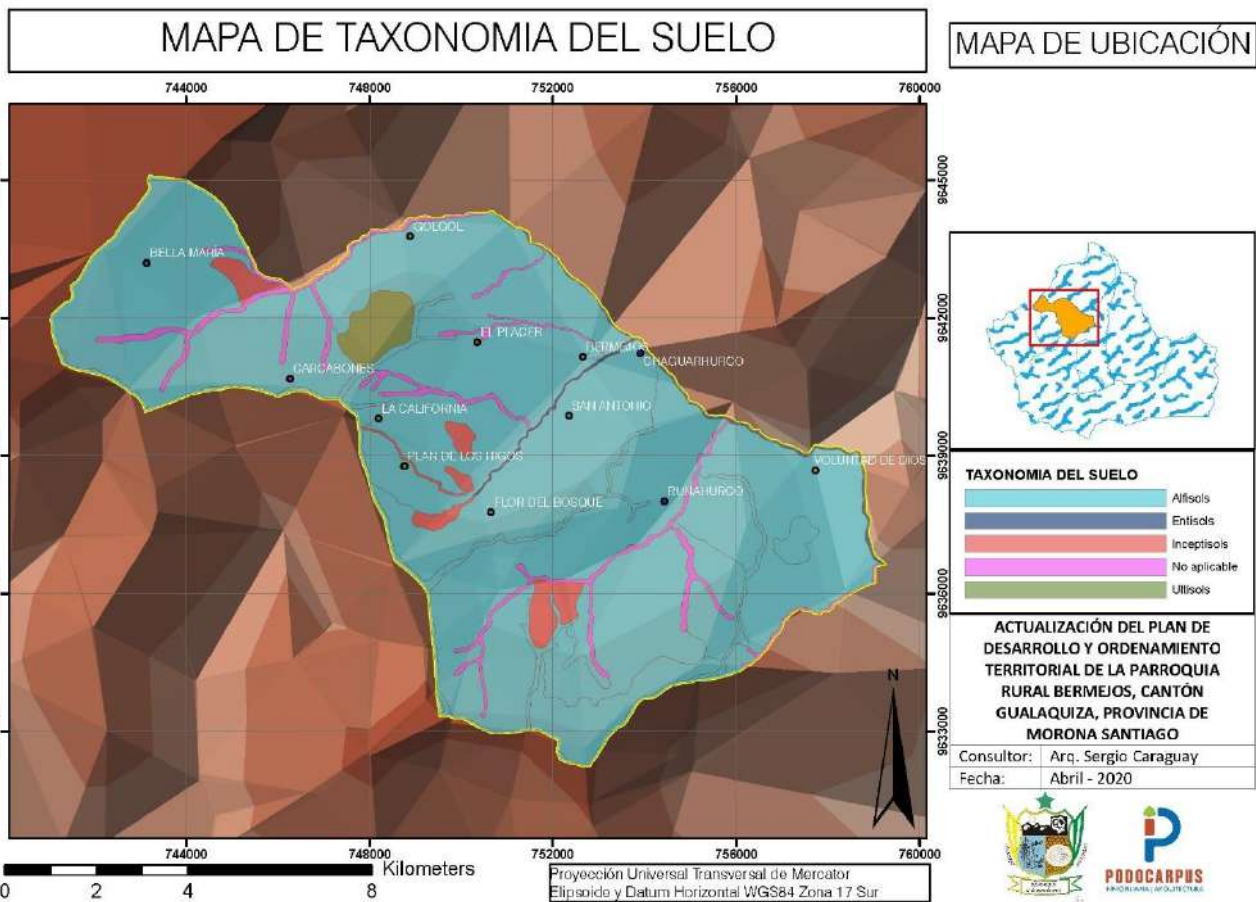 MAPA DE TAXONOMIA DEL SUELO
MAPA DE UBICACIÓN
744000 748000 752000 756000 760000
9645000
9642000
9639000
9636000
9633000
GOLGOL
BELLA MARÍA
EL PLACER
BERMEJOS
CHAGUARHURCO
CARCABONES
LA CALIFORNIA
SAN ANTONIO
PLAN DE LOS HIGOS
VOLUNTAD DE DIOS
FLOR DEL BOSQUE
RUNAHURCO
N
744000 748000 752000 756000 760000
Kilometers
0 2 4 8
Proyección Universal Transversal de Mercator
Elipsoide y Datum Horizontal WGS84 Zona 17 Sur
TAXONOMIA DEL SUELO
Alfisols
Entisols
Inceptisols
No aplicable
Ultisols
ACTUALIZACIÓN DEL PLAN DE
DESARROLLO Y ORDENAMIENTO
TERRITORIAL DE LA PARROQUIA
RURAL BERMEJOS, CANTÓN
GUALAQUIZA, PROVINCIA DE
MORONA SANTIAGO
Consultor: Arq. Sergio Caraguay
Fecha: Abril - 2020
PODOCARPUS